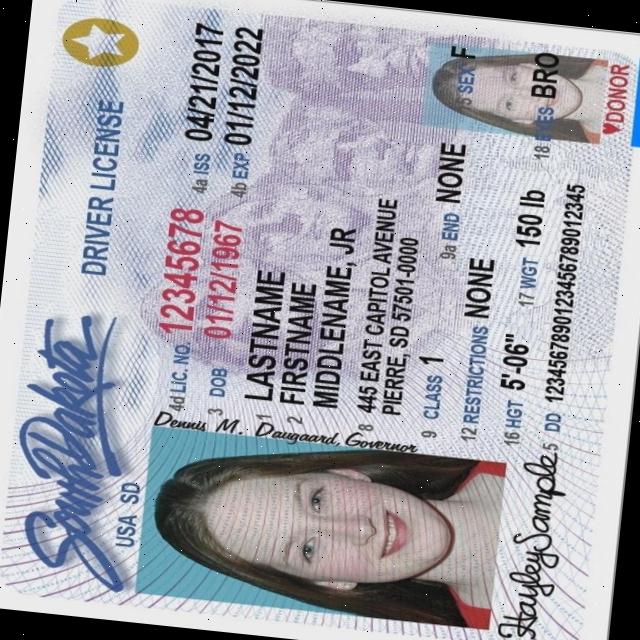 South Dakota
DRIVER LICENSE
USA SD
4d LIC. NO. 12345678
4a ISS 04/21/2017
3 DOB 01/12/1967
4b EXP 01/12/2022
1 LASTNAME
2 FIRSTNAME
MIDDLENAME, JR
8 445 EAST CAPITOL AVENUE
PIERRE, SD 57501-0000
9 CLASS 1
9a END NONE
12 RESTRICTIONS NONE
SEX F
16 HGT 5'-06"
17 WGT 150 lb
18 EYES BRO
5 DD 1234567890123456789012345
DONOR
Dennis M. Daugaard, Governor
Hayley Sample